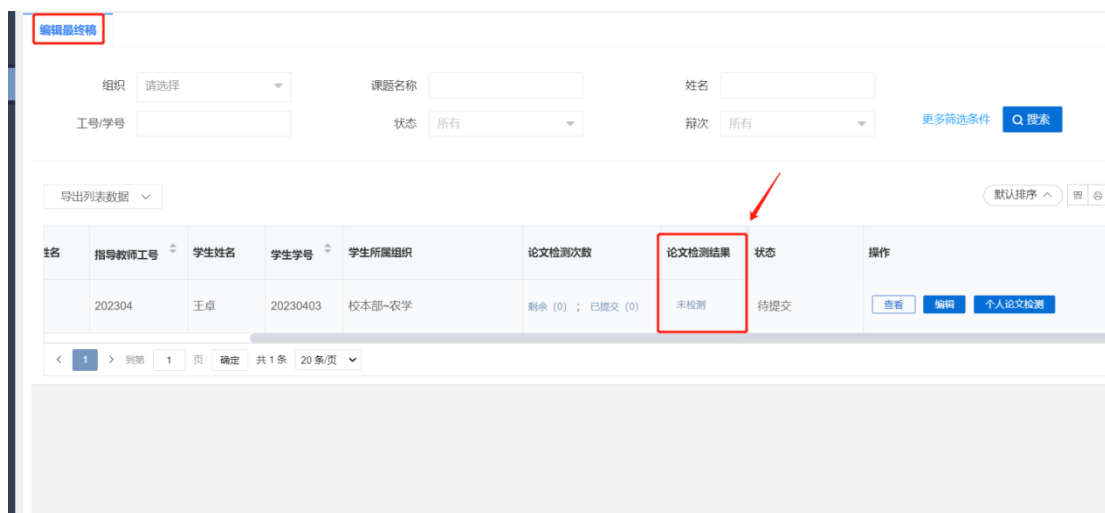 编辑最终稿
组织 请选择 课题名称 姓名
工号/学号 状态 所有 辩次 所有 更多筛选条件 搜索
导出列表数据 默认排序
姓名 指导教师工号 学生姓名 学生学号 学生所属组织 论文检测次数 论文检测结果 状态 操作
202304 王卓 20230403 校本部~农学 剩余 (0) ; 已提交 (0) 未检测 待提交 查看 编辑 个人论文检测
< 1 > 到第 1 页 确定 共 1 条 20 条/页